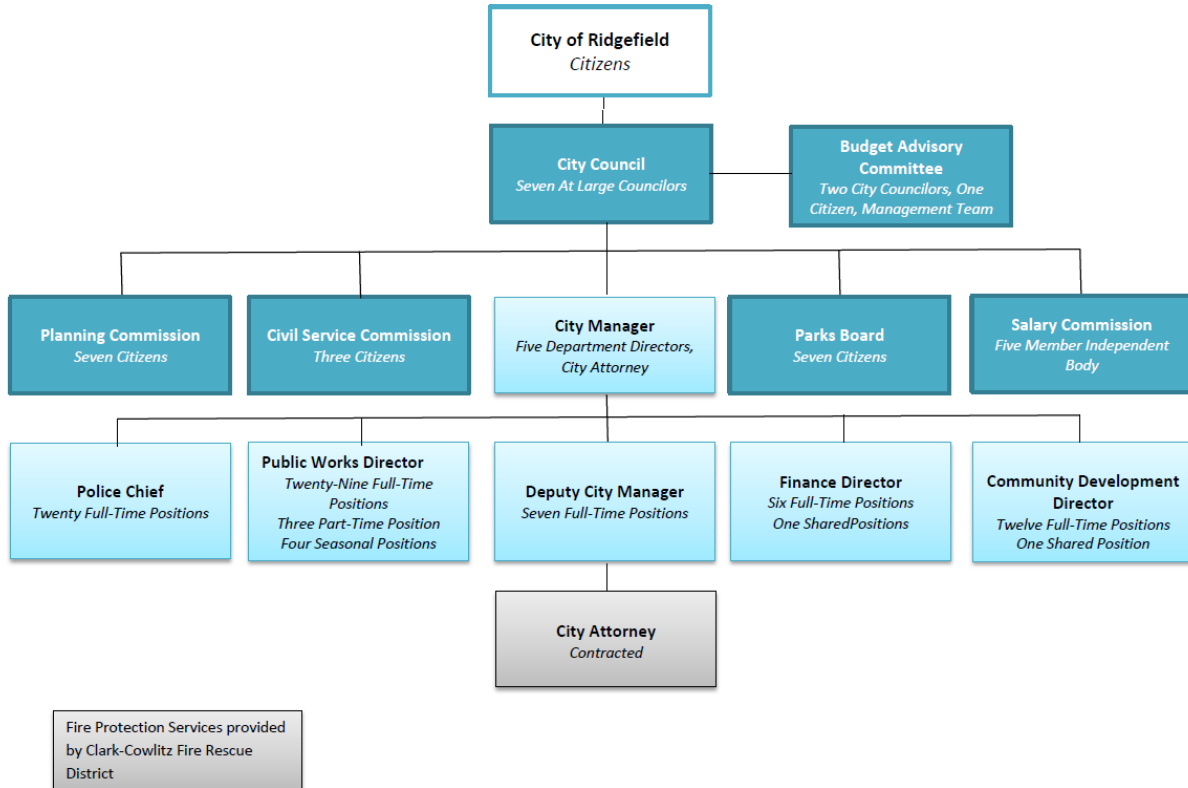 City of Ridgefield
Citizens
City Council
Seven At Large Councilors
Budget Advisory
Committee
Two City Councilors, One
Citizen, Management Team
Planning Commission
Seven Citizens
Civil Service Commission
Three Citizens
City Manager
Five Department Directors,
City Attorney
Parks Board
Seven Citizens
Salary Commission
Five Member Independent
Body
Police Chief
Twenty Full-Time Positions
Public Works Director
Twenty-Nine Full-Time
Positions
Three Part-Time Position
Four Seasonal Positions
Deputy City Manager
Seven Full-Time Positions
Finance Director
Six Full-Time Positions
One SharedPositions
Community Development
Director
Twelve Full-Time Positions
One Shared Position
City Attorney
Contracted
Fire Protection Services provided
by Clark-Cowlitz Fire Rescue
District